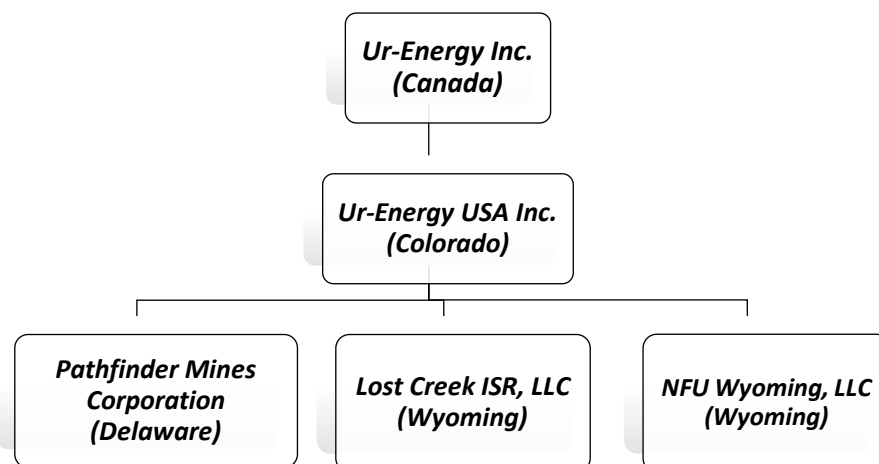 Ur-Energy Inc.
(Canada)
Ur-Energy USA Inc.
(Colorado)
Pathfinder Mines
Corporation
(Delaware)
Lost Creek ISR, LLC
(Wyoming)
NFU Wyoming, LLC
(Wyoming)